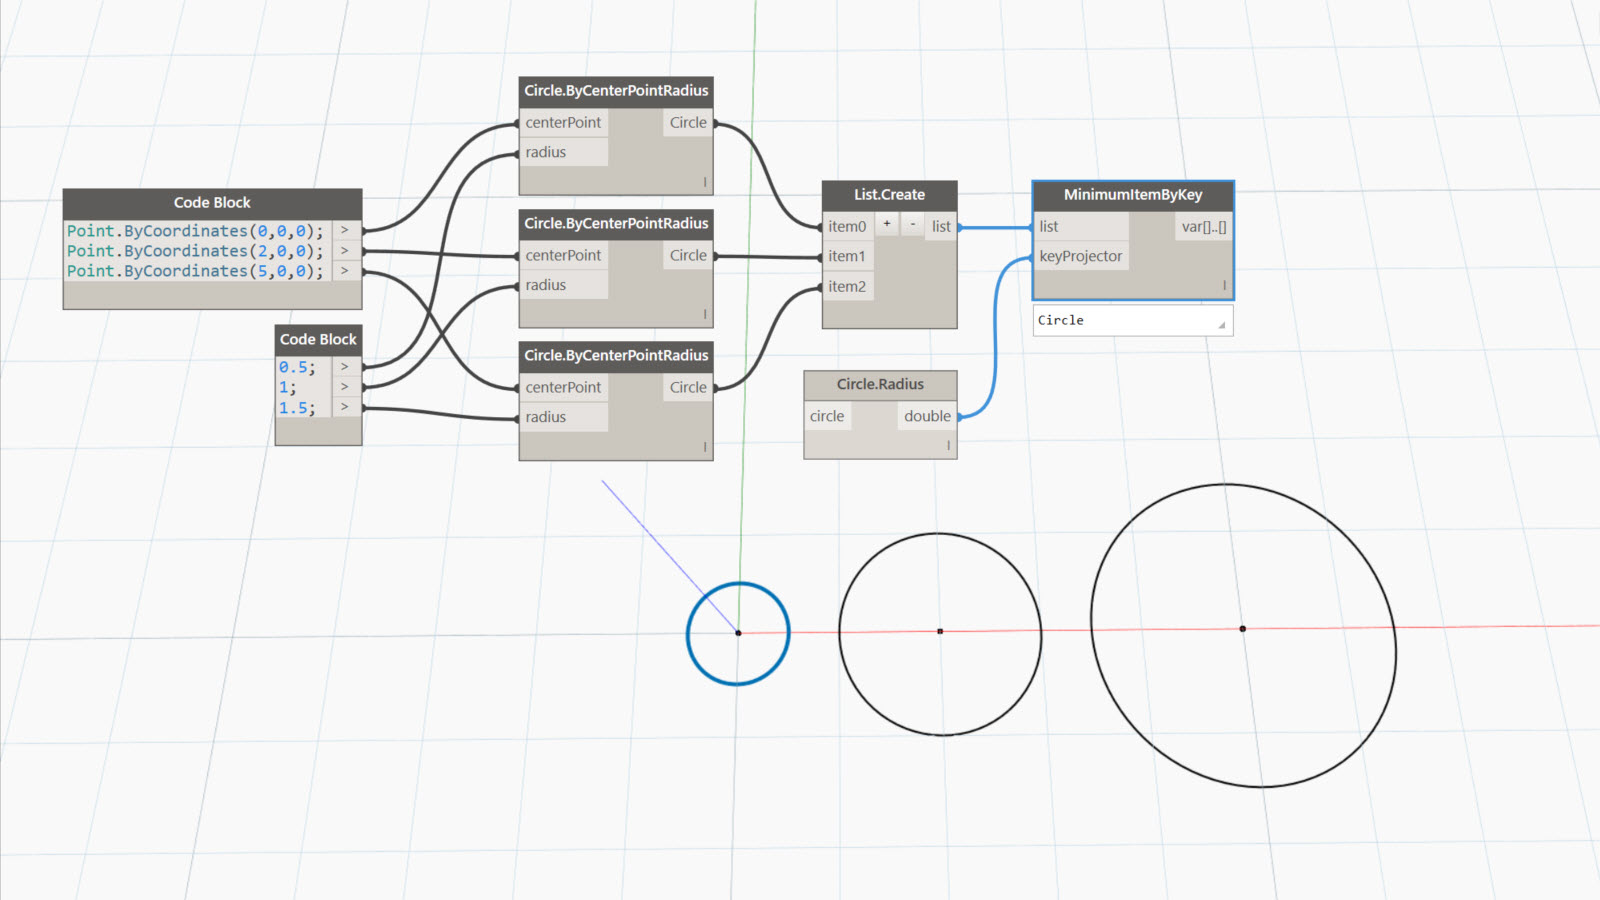 Circle.ByCenterPointRadius
centerPoint Circle
radius
Code Block
Point.ByCoordinates(0,0,0); >
Point.ByCoordinates(2,0,0); >
Point.ByCoordinates(5,0,0); >
Circle.ByCenterPointRadius
centerPoint Circle
radius
Code Block
0.5; >
1; >
1.5; >
Circle.ByCenterPointRadius
centerPoint Circle
radius
List.Create
item0 + - list
item1
item2
Circle.Radius
circle double
MinimumItemByKey
list var[]..[]
keyProjector
Circle